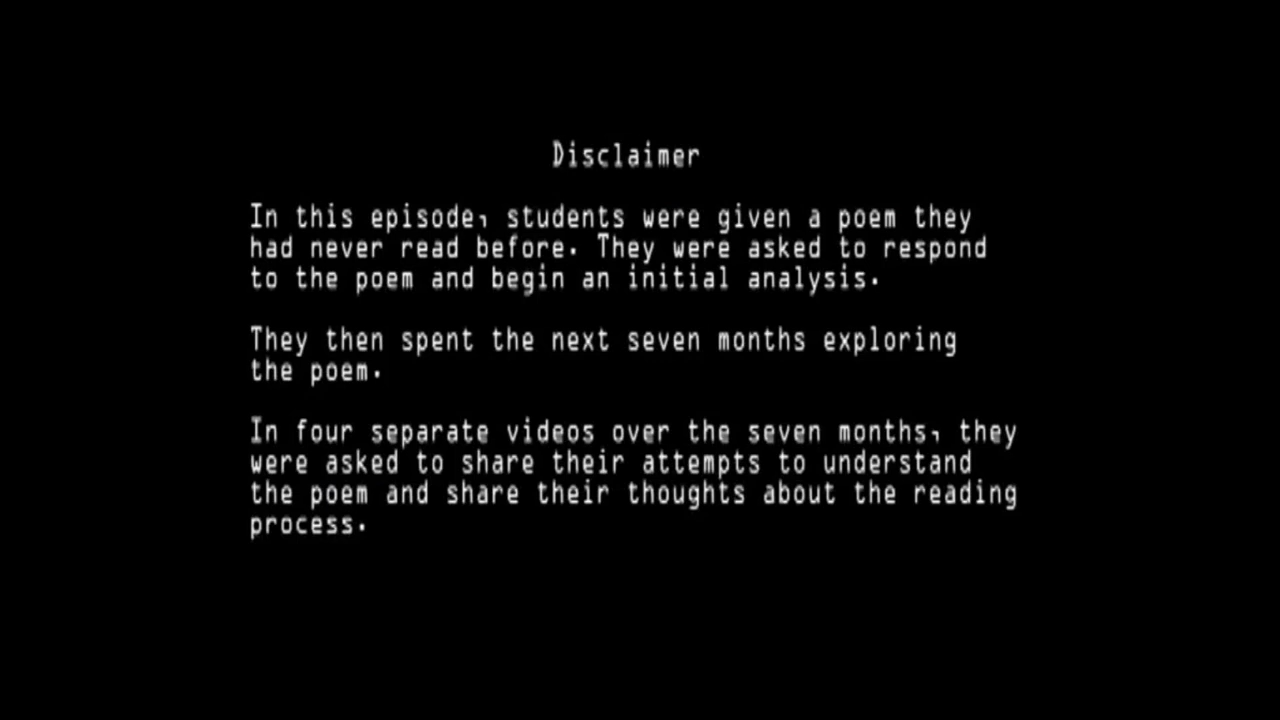 Disclaimer
In this episode, students were given a poem they
had never read before. They were asked to respond
to the poem and begin an initial analysis.
They then spent the next seven months exploring
the poem.
In four separate videos over the seven months, they
were asked to share their attempts to understand
the poem and share their thoughts about the reading
process.